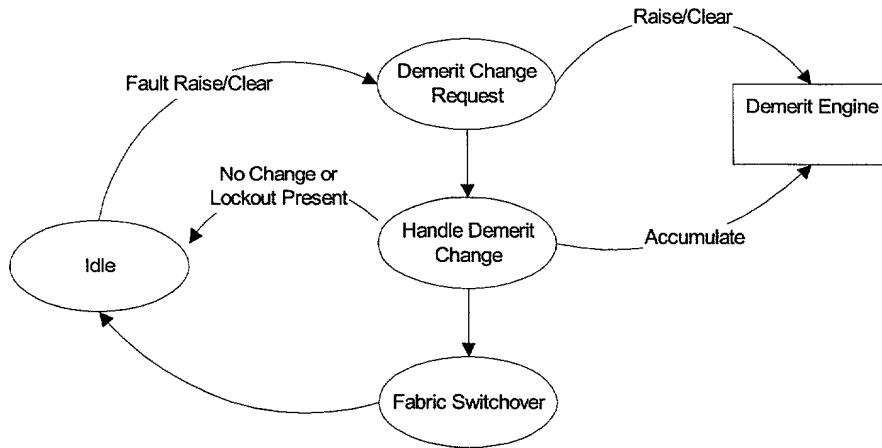 Raise/Clear
Demerit Change
Request
Fault Raise/Clear
Demerit Engine
No Change or
Lockout Present
Handle Demerit
Change
Accumulate
Idle
Fabric Switchover